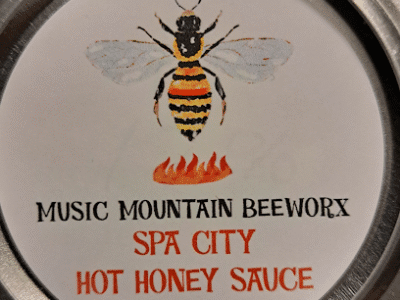 MUSIC MOUNTAIN BEEWORX
SPA CITY
HOT HONEY SAUCE